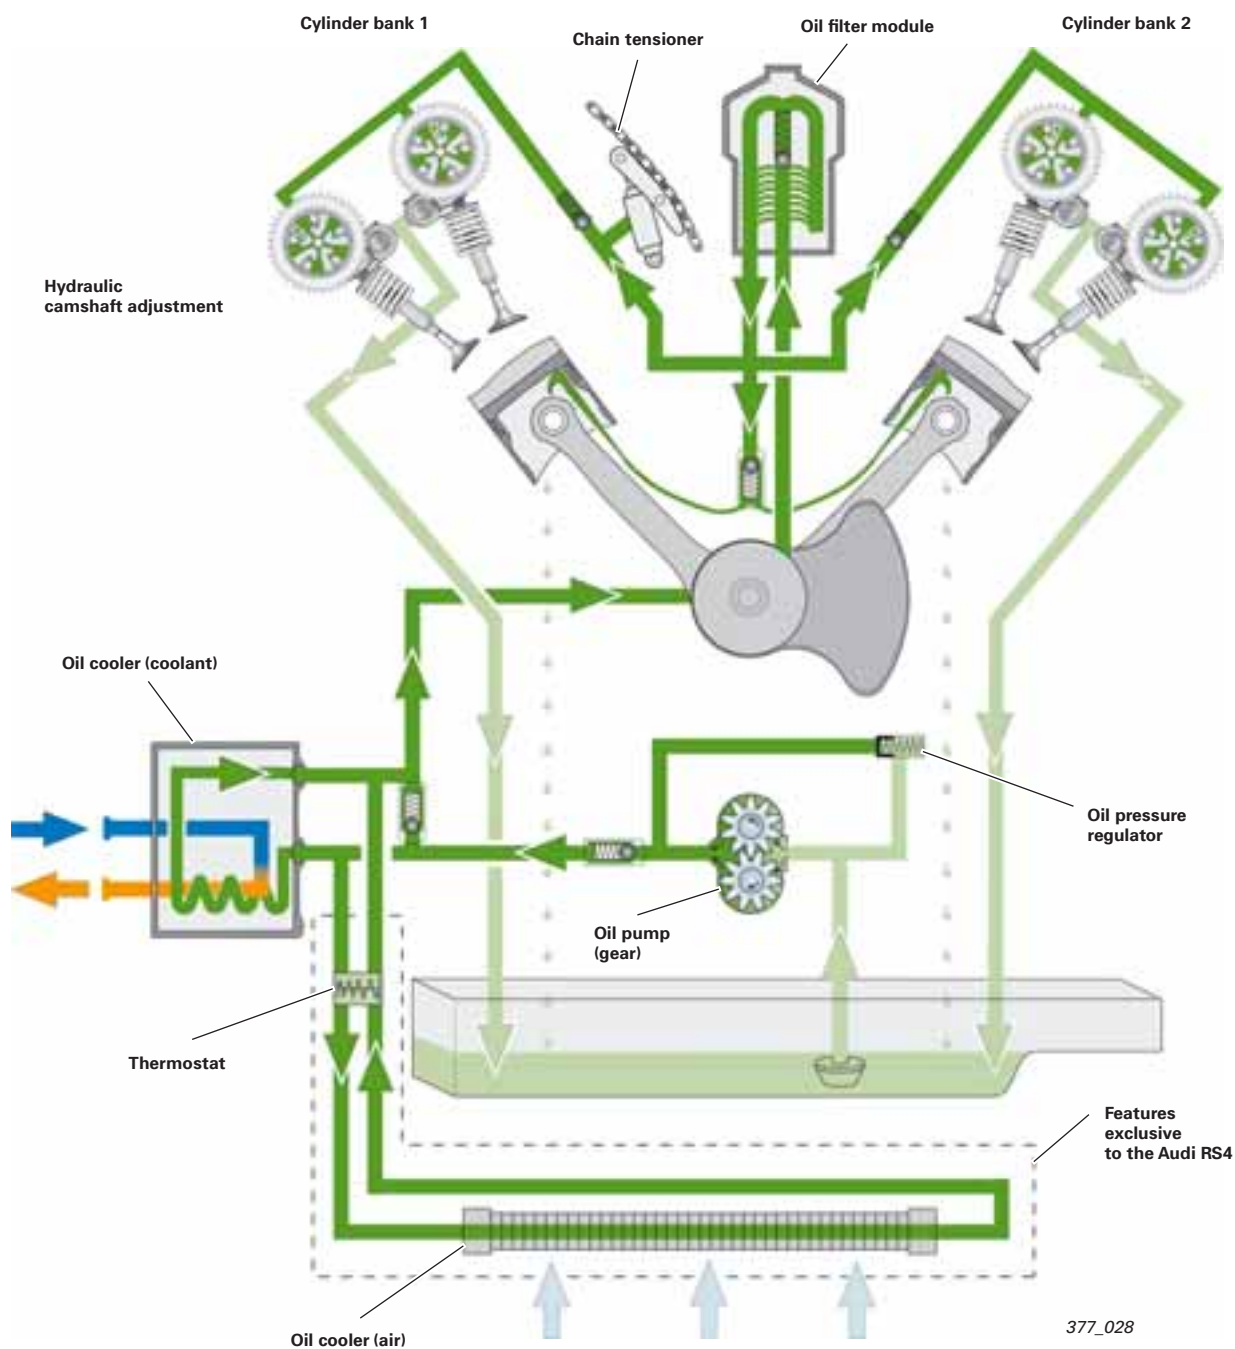 Cylinder bank 1
Chain tensioner
Oil filter module
Cylinder bank 2
Hydraulic
camshaft adjustment
Oil cooler (coolant)
Oil pressure
regulator
Oil pump
(gear)
Thermostat
Features
exclusive
to the Audi RS4
Oil cooler (air)
377_028